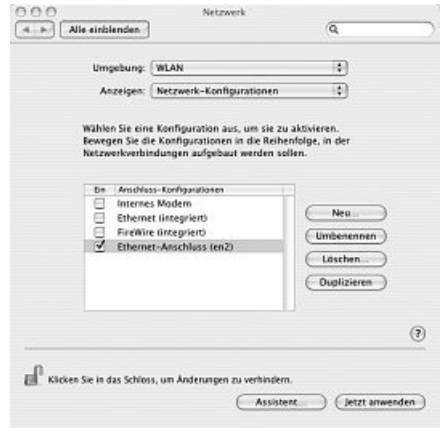 Netzwerk
Alle einblenden
Umgebung: WLAN
Anzeigen: Netzwerk-Konfigurationen
Wählen Sie eine Konfiguration aus, um sie zu aktivieren.
Bewegen Sie die Konfigurationen in die Reihenfolge, in der
Netzwerkverbindungen aufgebaut werden sollen.
Ein Anschluss-Konfigurationen
Internes Modem
Ethernet (integriert)
FireWire (integriert)
Ethernet-Anschluss (en2)
Neu...
Umbenennen
Löschen...
Duplizieren
?
Klicken Sie in das Schloss, um Änderungen zu verhindern.
Assistent... Jetzt anwenden